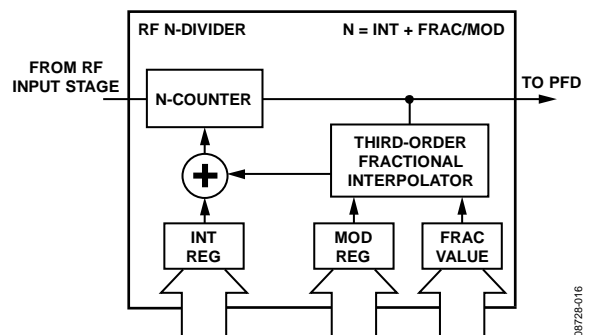 RF N-DIVIDER
N = INT + FRAC/MOD
FROM RF
INPUT STAGE
TO PFD
N-COUNTER
THIRD-ORDER
FRACTIONAL
INTERPOLATOR
+
INT
REG
MOD
REG
FRAC
VALUE
08728-016